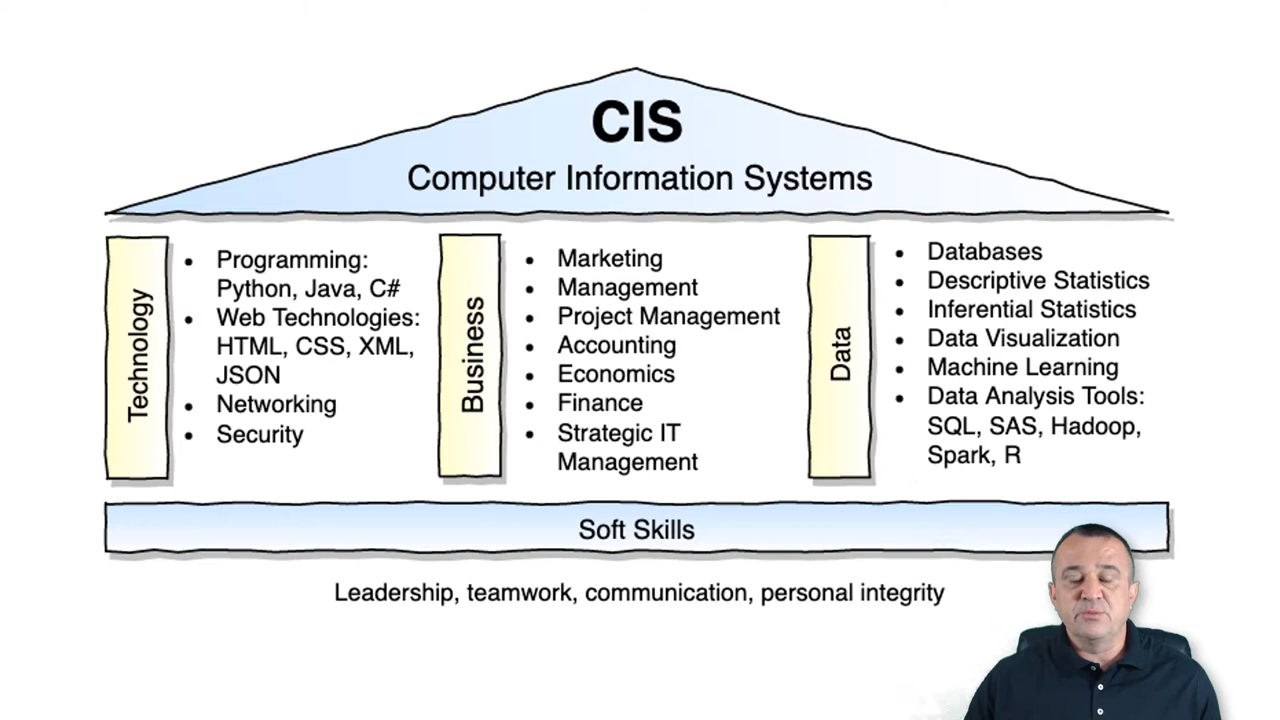 CIS
Computer Information Systems
Technology
• Programming:
Python, Java, C#
• Web Technologies:
HTML, CSS, XML,
JSON
• Networking
• Security
Business
• Marketing
• Management
• Project Management
• Accounting
• Economics
• Finance
• Strategic IT
Management
Data
• Databases
• Descriptive Statistics
• Inferential Statistics
• Data Visualization
• Machine Learning
• Data Analysis Tools:
SQL, SAS, Hadoop,
Spark, R
Soft Skills
Leadership, teamwork, communication, personal integrity